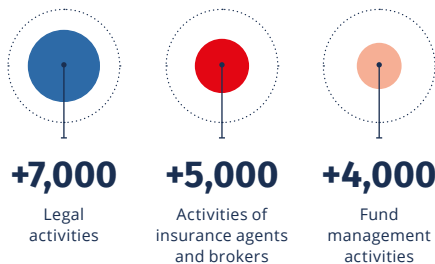 +7,000
Legal
activities
+5,000
Activities of
insurance agents
and brokers
+4,000
Fund
management
activities